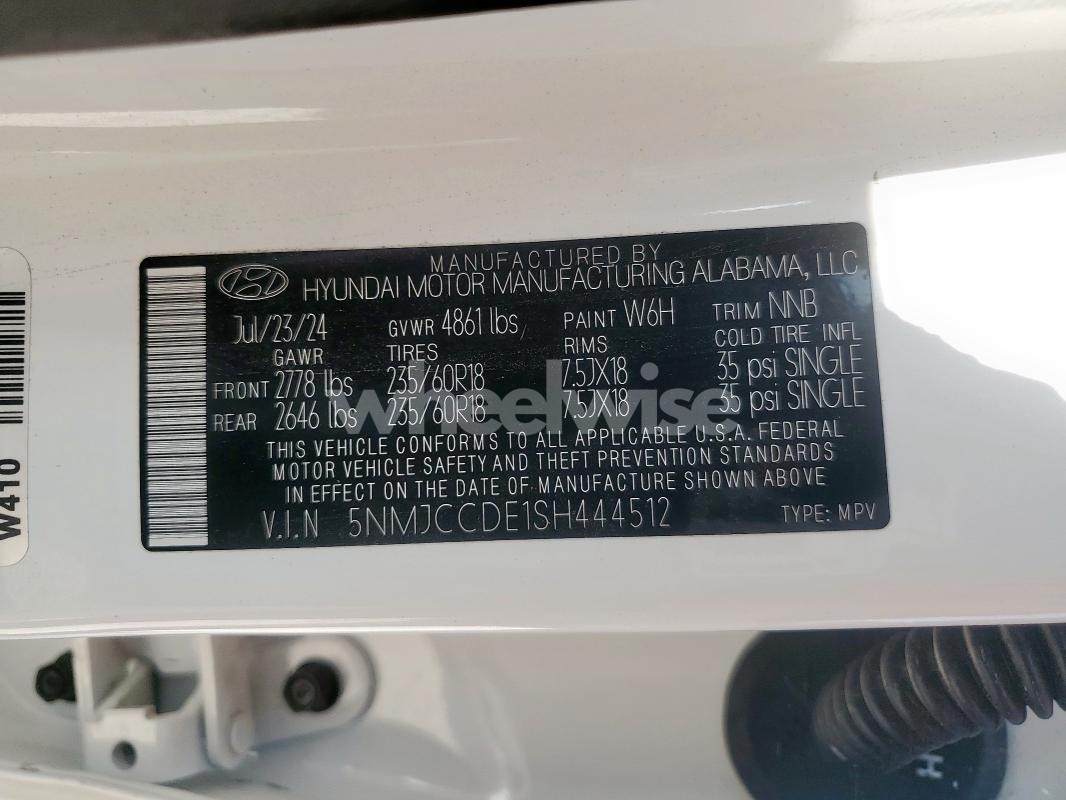 MANUFACTURED BY
HYUNDAI MOTOR MANUFACTURING ALABAMA, LLC
Jul/23/24 GVWR 4861 lbs PAINT W6H TRIM NNB
GAWR TIRES RIMS COLD TIRE INFL
FRONT 2778 lbs 235/60R18 7.5JX18 35 psi SINGLE
REAR 2646 lbs 235/60R18 7.5JX18 35 psi SINGLE
wheelwise
THIS VEHICLE CONFORMS TO ALL APPLICABLE U.S.A. FEDERAL
MOTOR VEHICLE SAFETY AND THEFT PREVENTION STANDARDS
IN EFFECT ON THE DATE OF MANUFACTURE SHOWN ABOVE
V.I.N 5NMJCCDE1SH444512 TYPE: MPV
W410
H